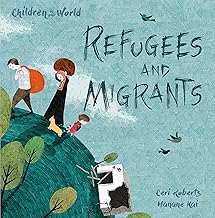 Children in Our World
REFUGEES
AND
MIGRANTS
Ceri Roberts
Hanane Kai